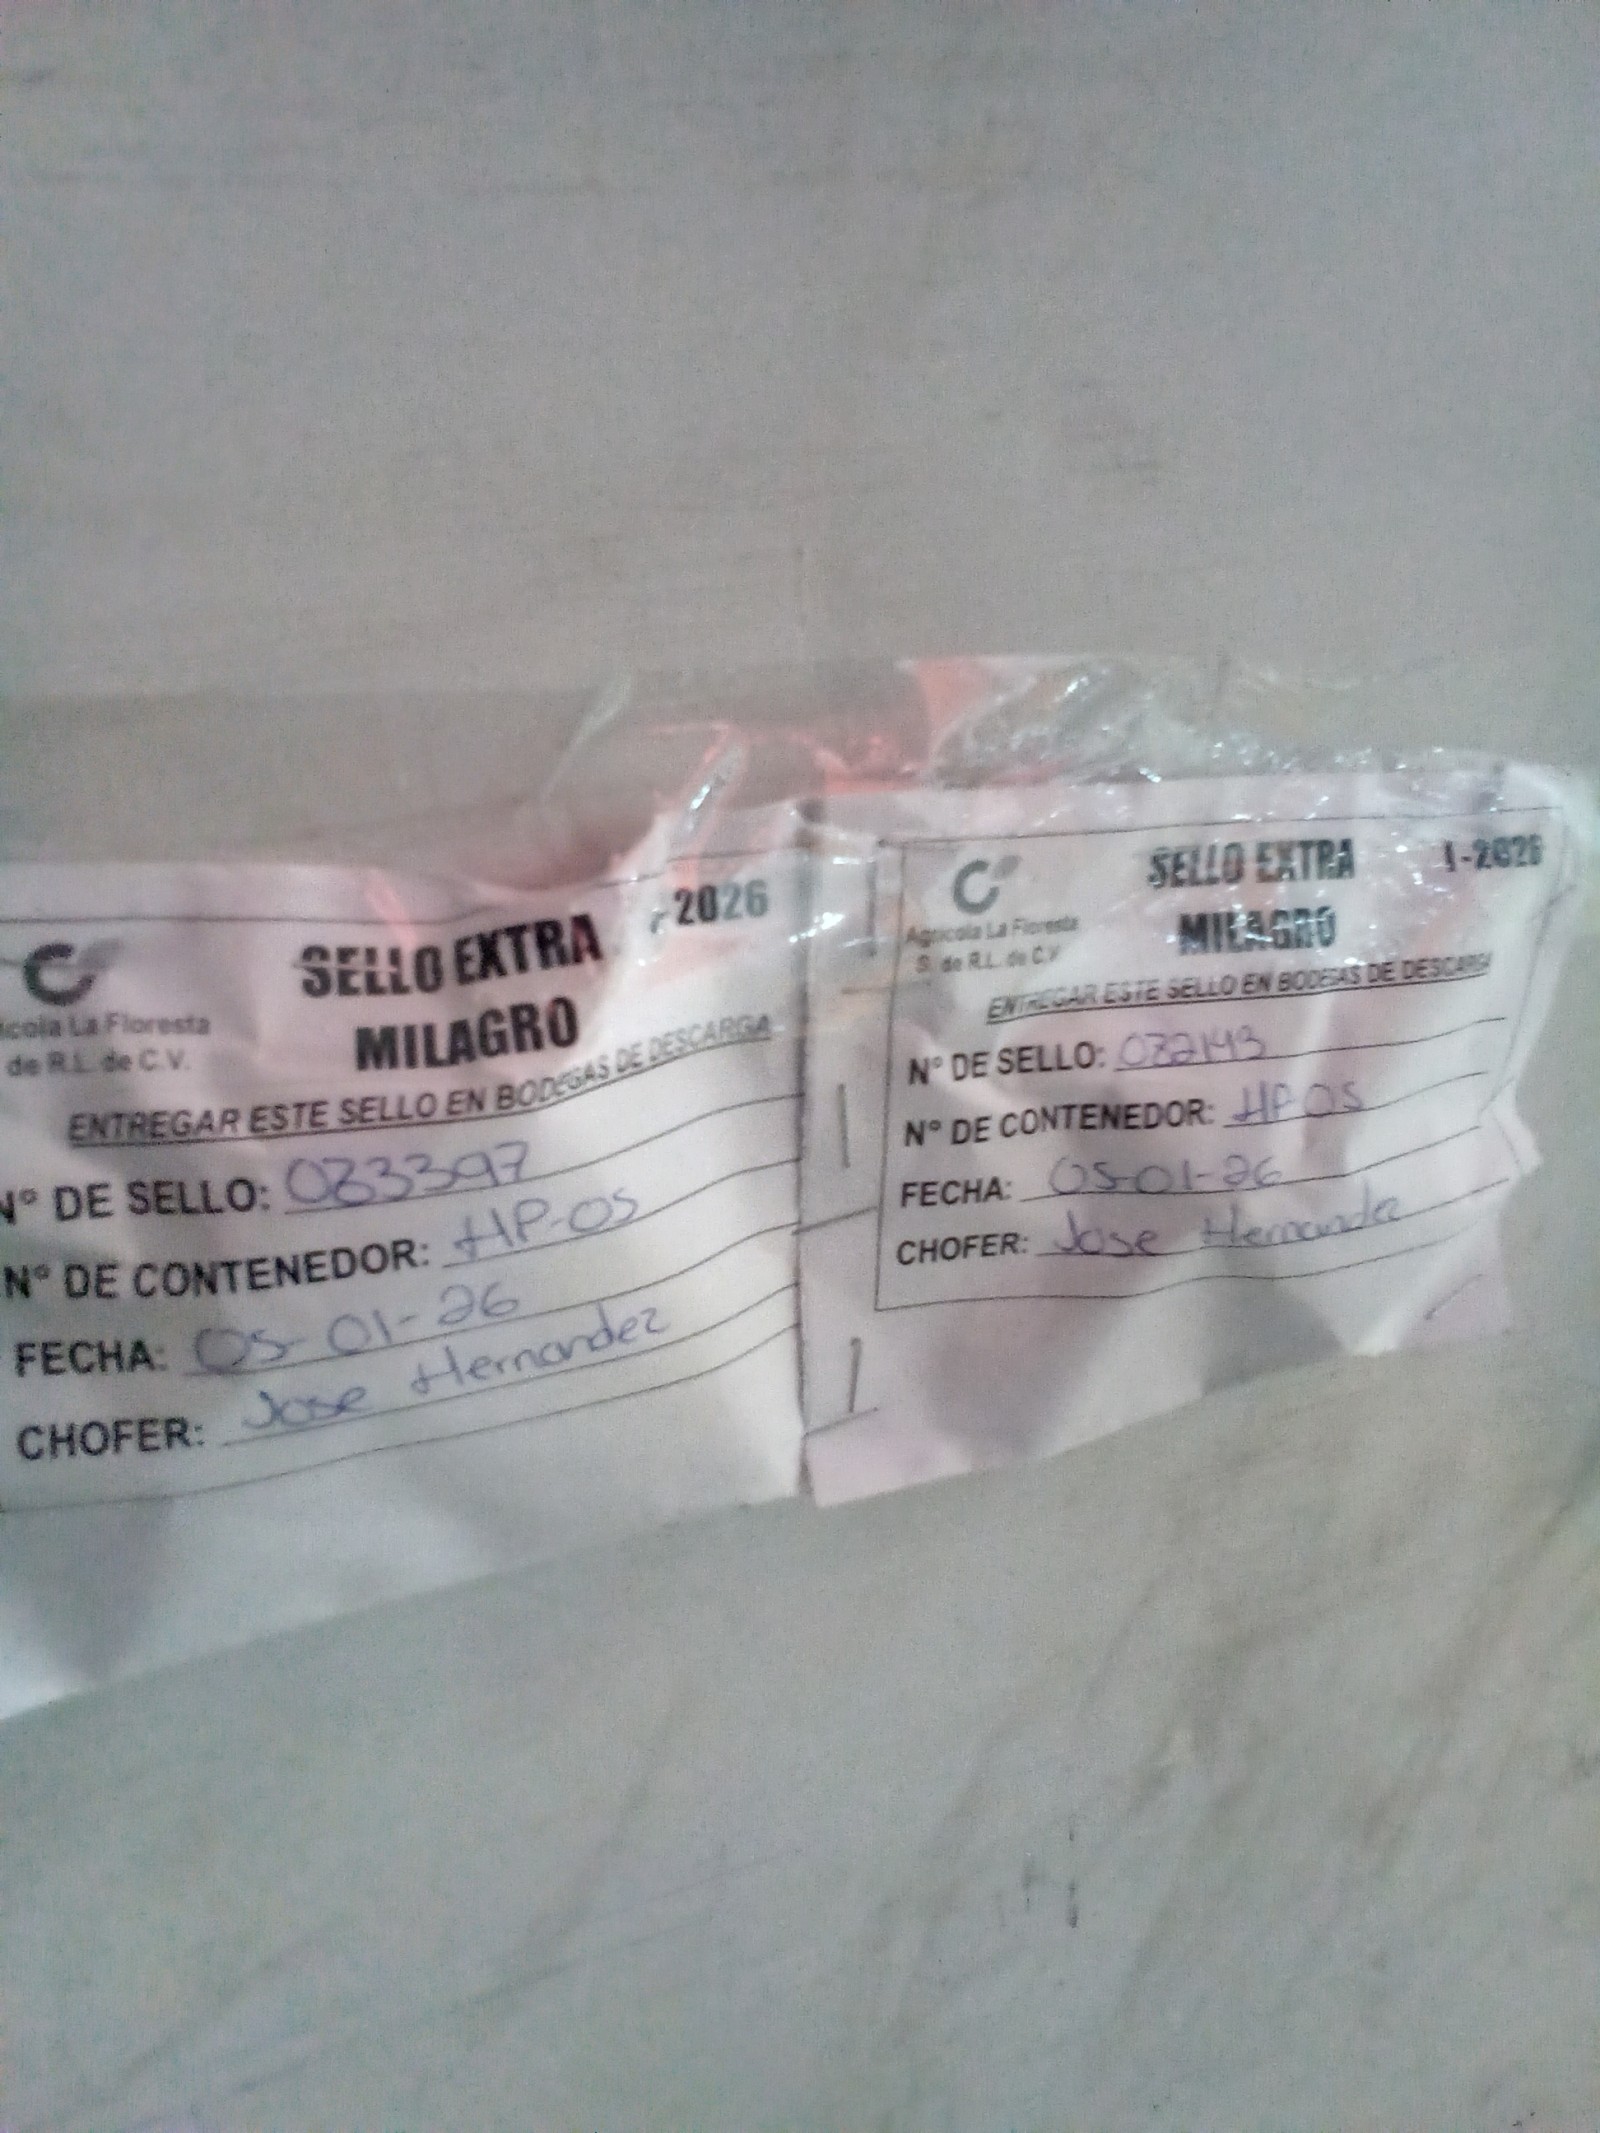 SELLO EXTRA
MILAGRO
2026
icola La Floresta
de R.L. de C.V.
ENTREGAR ESTE SELLO EN BODEGAS DE DESCARGA
N° DE SELLO: 083397
N° DE CONTENEDOR: HP-05
FECHA: 05-01-26
CHOFER: Jose Hernandez
SELLO EXTRA
MILAGRO
1-2026
Agricola La Floresta
S. de R.L. de C.V
ENTREGAR ESTE SELLO EN BODEGAS DE DESCARGA
N° DE SELLO: 082143
N° DE CONTENEDOR: HP 05
FECHA: 05-01-26
CHOFER: Jose Hernandez